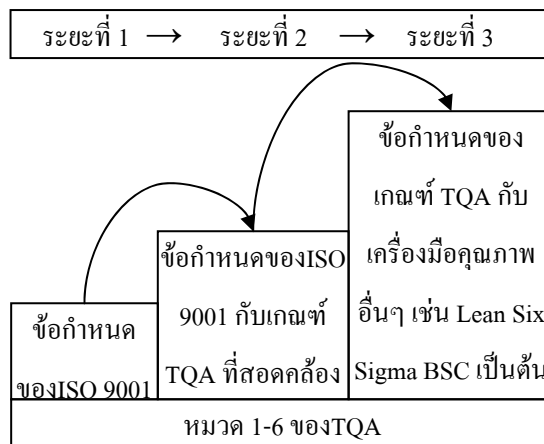 ระยะที่ 1 → ระยะที่ 2 → ระยะที่ 3
ข้อกำหนดของ
เกณฑ์ TQA กับ
เครื่องมือคุณภาพ
อื่นๆ เช่น Lean Six
Sigma BSC เป็นต้น
ข้อกำหนดของISO
9001 กับเกณฑ์
TQA ที่สอดคล้อง
ข้อกำหนด
ของISO 9001
หมวด 1-6 ของTQA